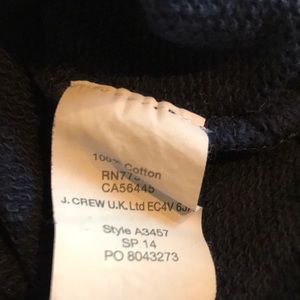 100% Cotton
CA56445
J. CREW U.K. Ltd EC4V
Style A3457
SP 14
PO 8043273